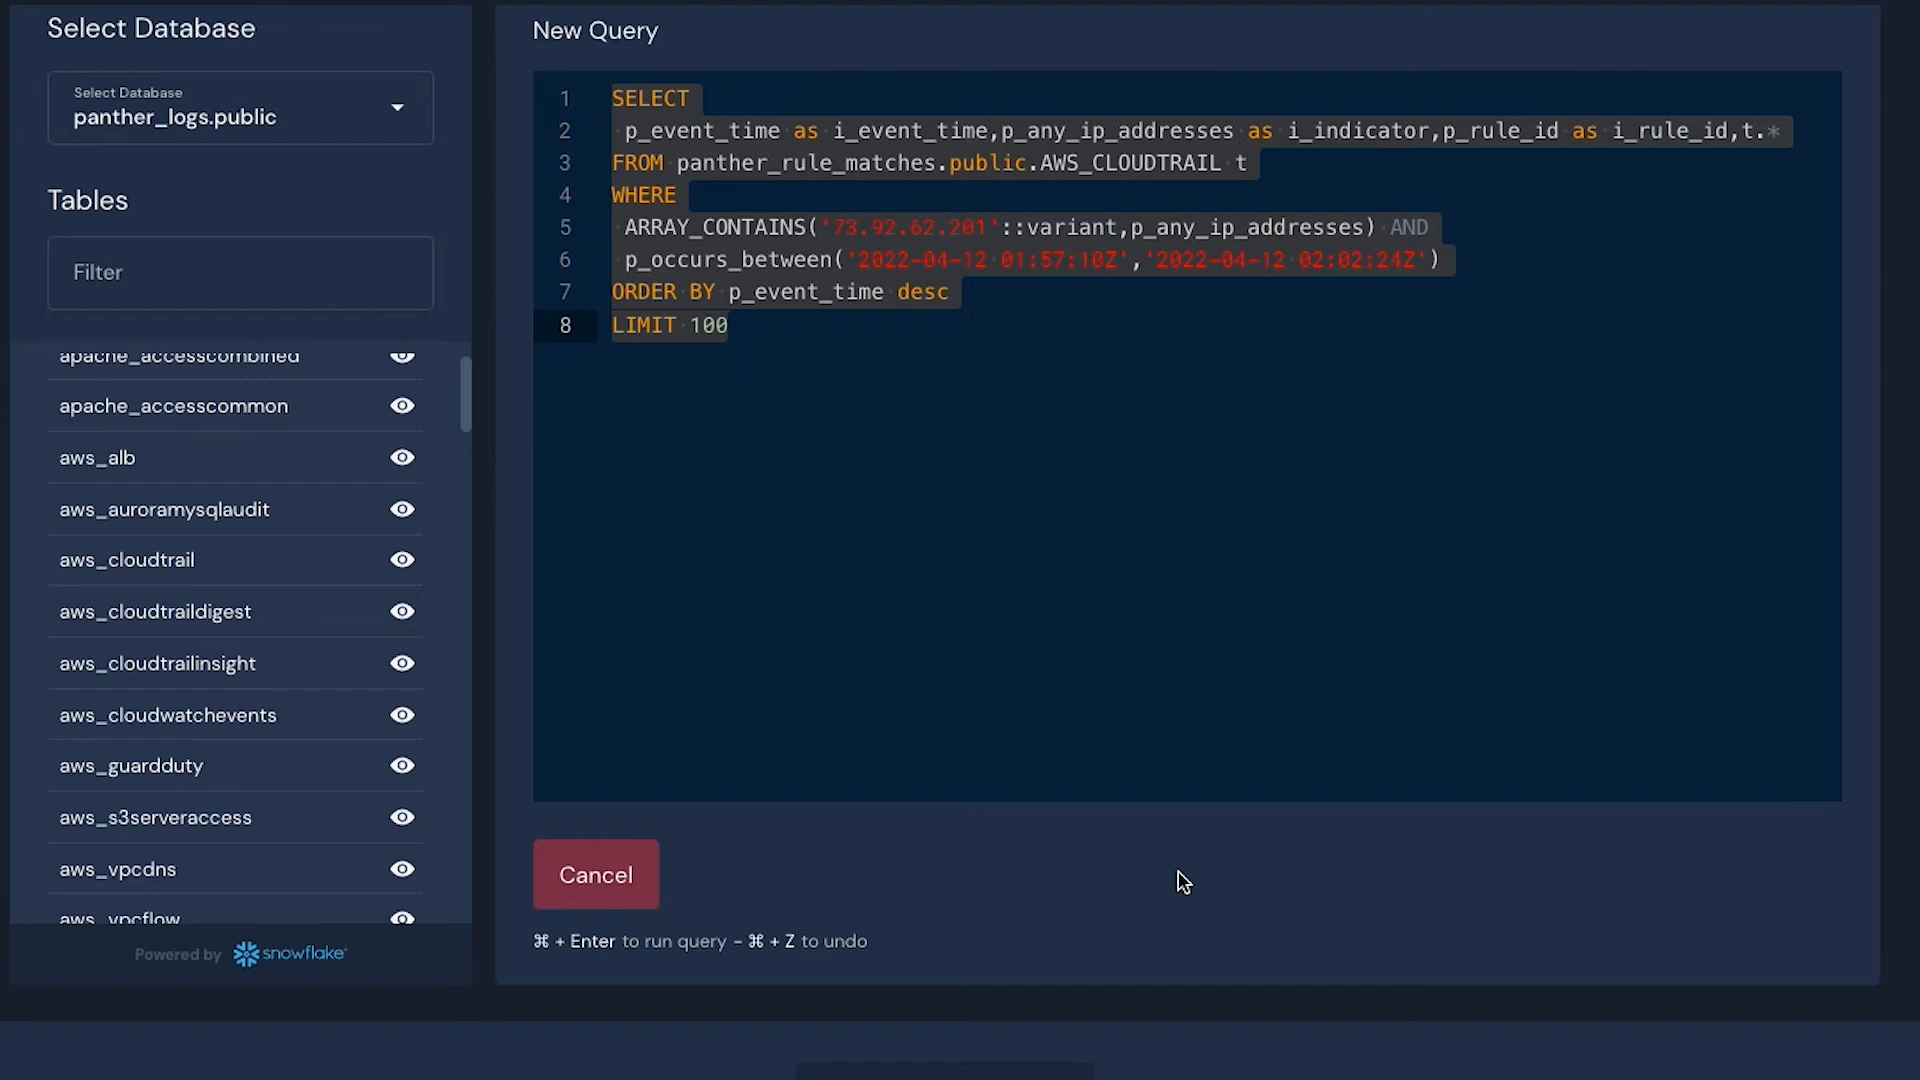 Select Database
Select Database
panther_logs.public
Tables
Filter
apache_accesscombined
apache_accesscommon
aws_alb
aws_auroramysqlaudit
aws_cloudtrail
aws_cloudtraildigest
aws_cloudtrailinsight
aws_cloudwatchevents
aws_guardduty
aws_s3serveraccess
aws_vpcdns
aws_vpcflow
Powered by snowflake
New Query
1 SELECT
2 p_event_time as i_event_time,p_any_ip_addresses as i_indicator,p_rule_id as i_rule_id,t.*
3 FROM panther_rule_matches.public.AWS_CLOUDTRAIL t
4 WHERE
5 ARRAY_CONTAINS('73.92.62.201'::variant,p_any_ip_addresses) AND
6 p_occurs_between('2022-04-12 01:57:10Z','2022-04-12 02:02:24Z')
7 ORDER BY p_event_time desc
8 LIMIT 100
Cancel
⌘ + Enter to run query - ⌘ + Z to undo